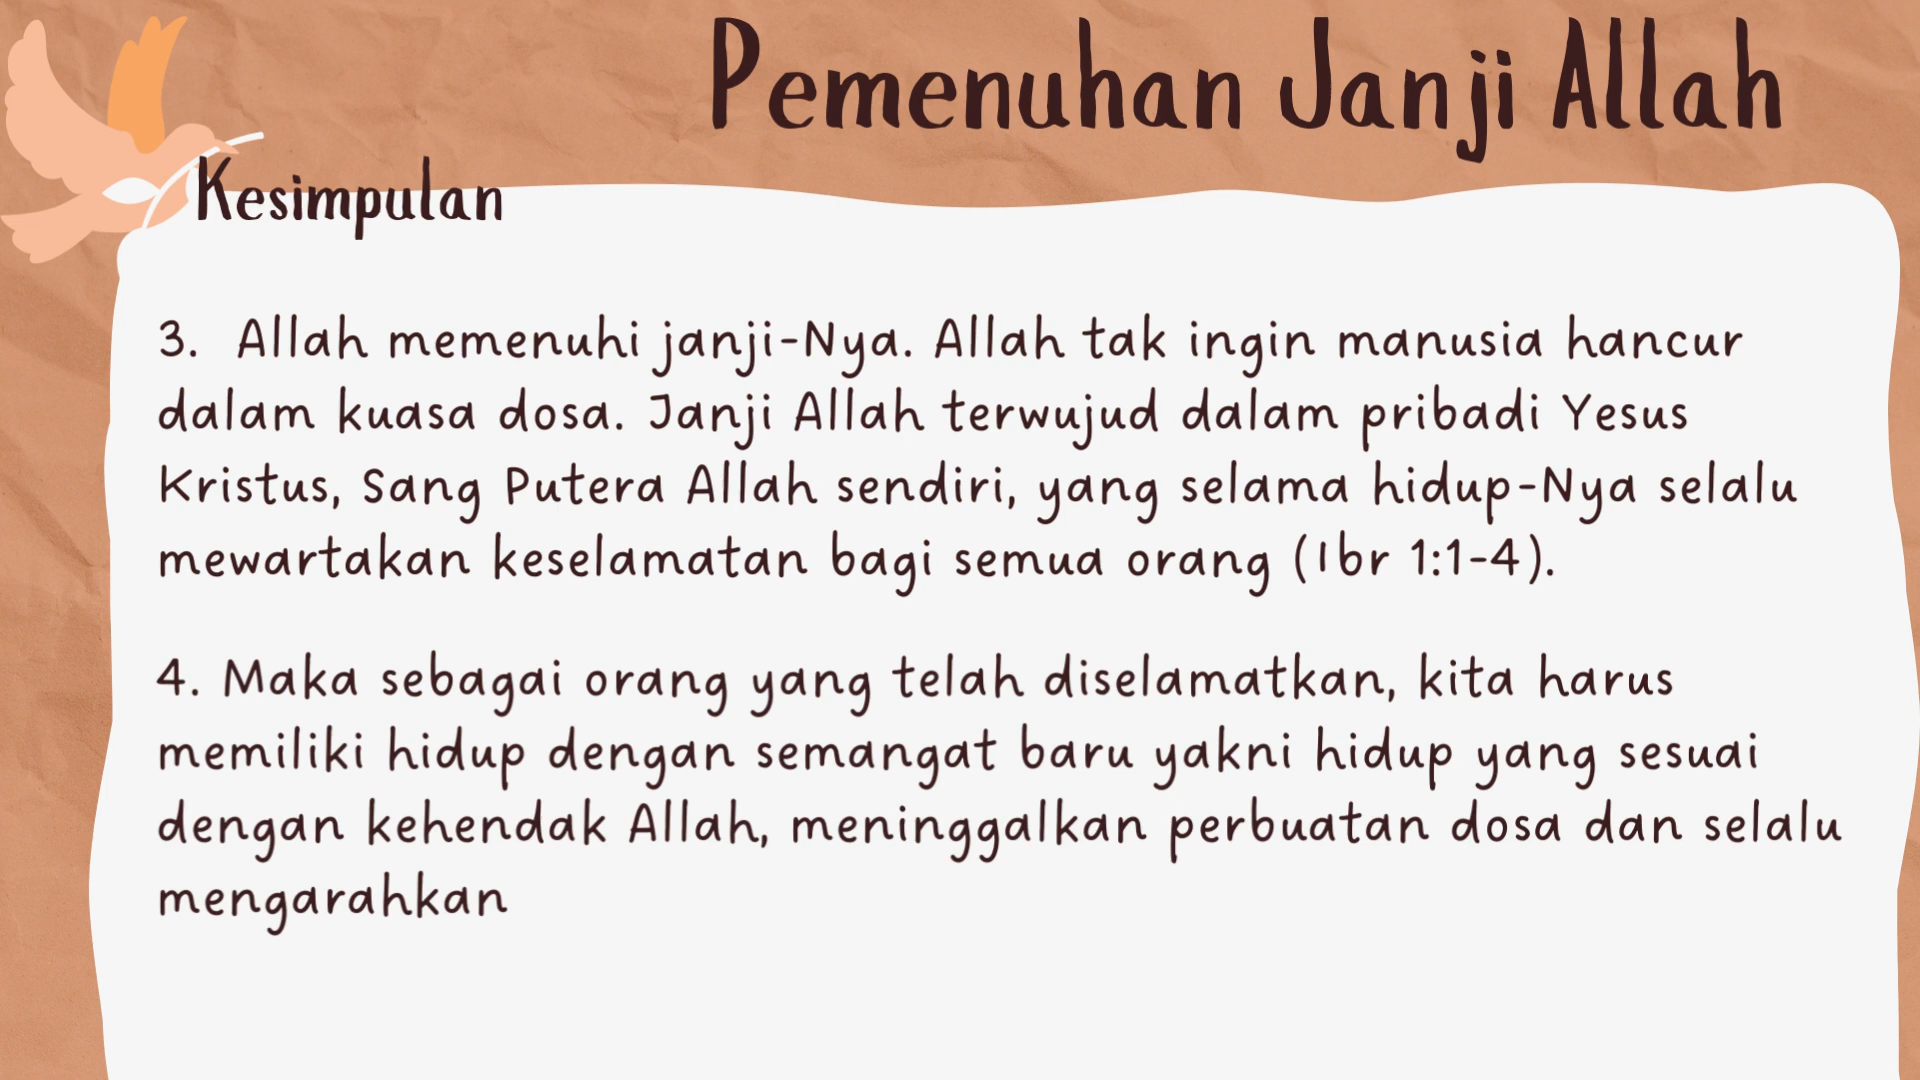 Pemenuhan Janji Allah
Kesimpulan
3. Allah memenuhi janji-Nya. Allah tak ingin manusia hancur
dalam kuasa dosa. Janji Allah terwujud dalam pribadi Yesus
Kristus, Sang Putera Allah sendiri, yang selama hidup-Nya selalu
mewartakan keselamatan bagi semua orang (Ibr 1:1-4).
4. Maka sebagai orang yang telah diselamatkan, kita harus
memiliki hidup dengan semangat baru yakni hidup yang sesuai
dengan kehendak Allah, meninggalkan perbuatan dosa dan selalu
mengarahkan